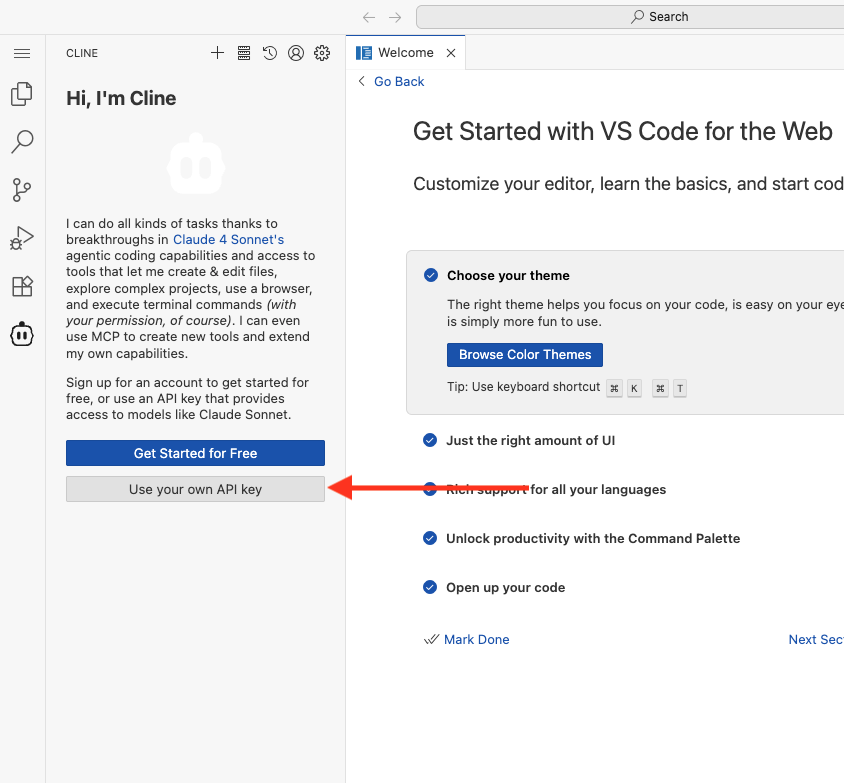 Search
CLINE
Welcome
Go Back
Hi, I'm Cline
I can do all kinds of tasks thanks to
breakthroughs in Claude 4 Sonnet's
agentic coding capabilities and access to
tools that let me create & edit files,
explore complex projects, use a browser,
and execute terminal commands (with
your permission, of course). I can even
use MCP to create new tools and extend
my own capabilities.
Sign up for an account to get started for
free, or use an API key that provides
access to models like Claude Sonnet.
Get Started for Free
Use your own API key
Get Started with VS Code for the Web
Customize your editor, learn the basics, and start cod
Choose your theme
The right theme helps you focus on your code, is easy on your eye
is simply more fun to use.
Browse Color Themes
Tip: Use keyboard shortcut ⌘ K ⌘ T
Just the right amount of UI
Rich support for all your languages
Unlock productivity with the Command Palette
Open up your code
Mark Done
Next Sec